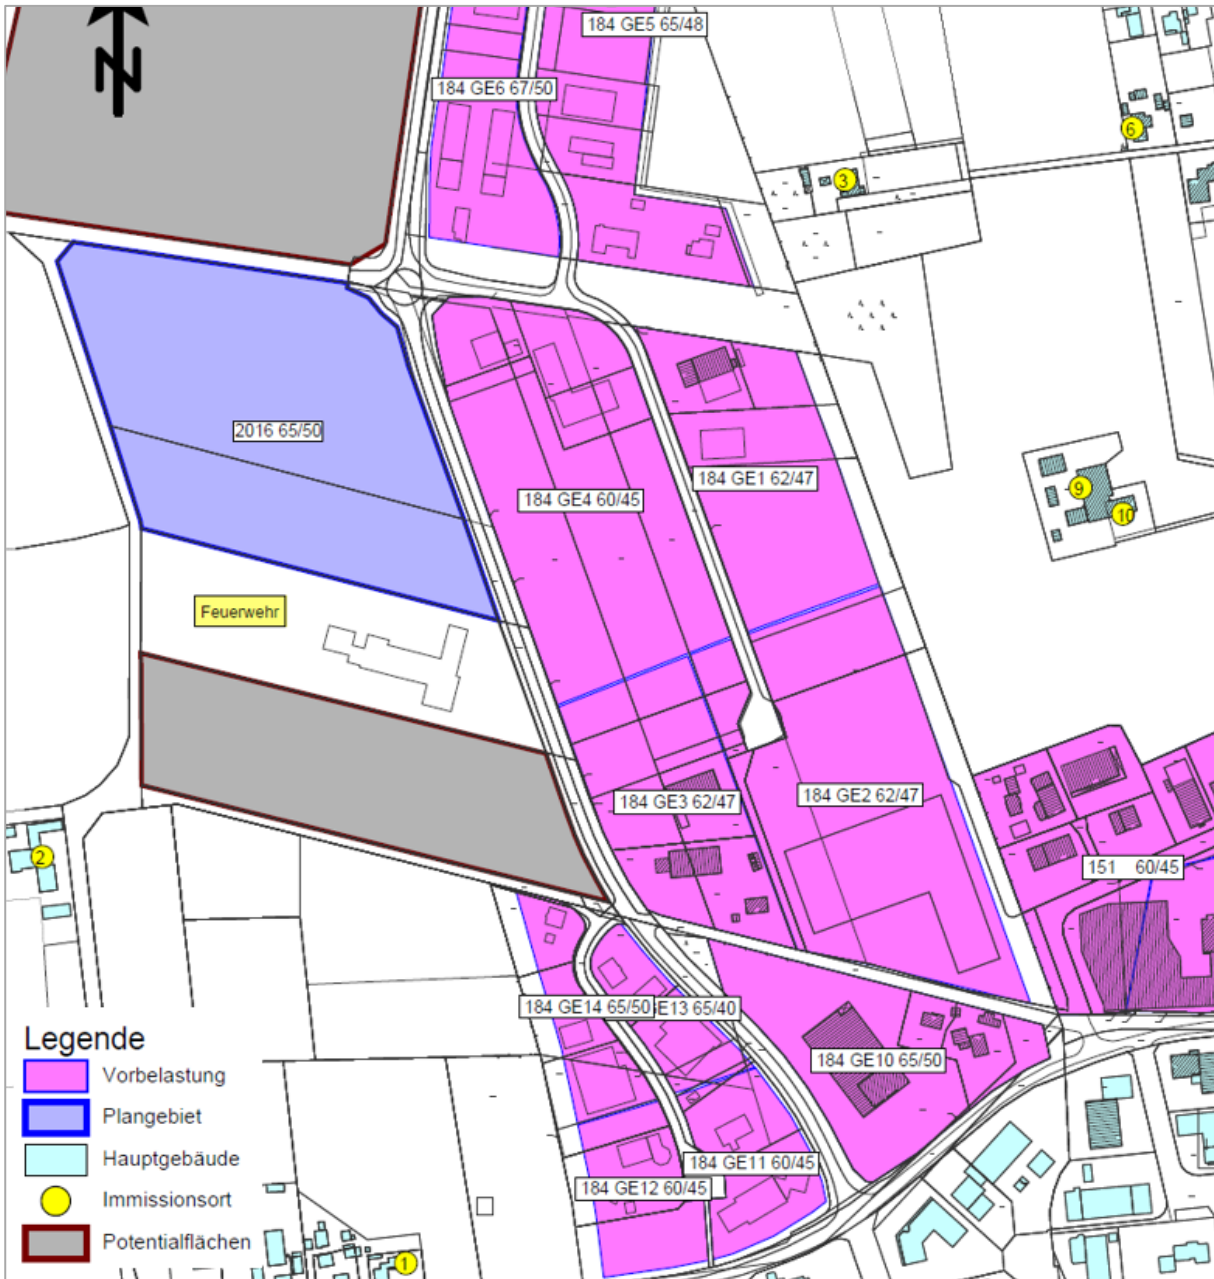 N
184 GE5 65/48
184 GE6 67/50
6
3
2016 65/50
184 GE1 62/47
184 GE4 60/45
9
10
Feuerwehr
184 GE3 62/47
184 GE2 62/47
2
151 60/45
184 GE14 65/50
GE13 65/40
184 GE10 65/50
184 GE11 60/45
184 GE12 60/45
1
Legende
Vorbelastung
Plangebiet
Hauptgebäude
Immissionsort
Potentialflächen